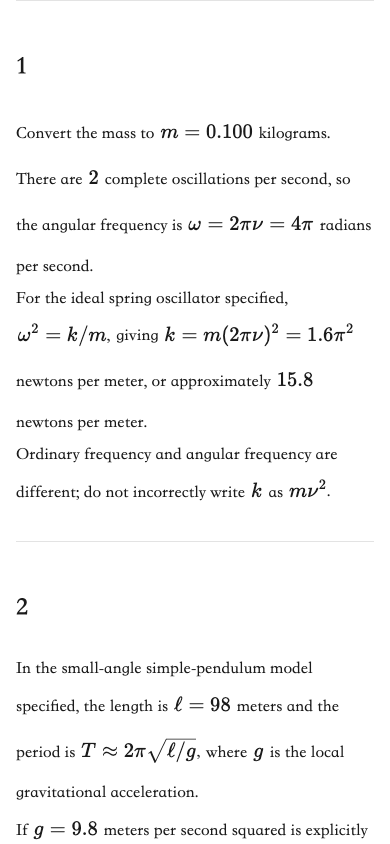 1
Convert the mass to m = 0.100 kilograms.
There are 2 complete oscillations per second, so
the angular frequency is ω = 2πν = 4π radians
per second.
For the ideal spring oscillator specified,
ω² = k/m, giving k = m(2πν)² = 1.6π²
newtons per meter, or approximately 15.8
newtons per meter.
Ordinary frequency and angular frequency are
different; do not incorrectly write k as mν².
2
In the small-angle simple-pendulum model
specified, the length is ℓ = 98 meters and the
period is T ≈ 2π√(ℓ/g), where g is the local
gravitational acceleration.
If g = 9.8 meters per second squared is explicitly